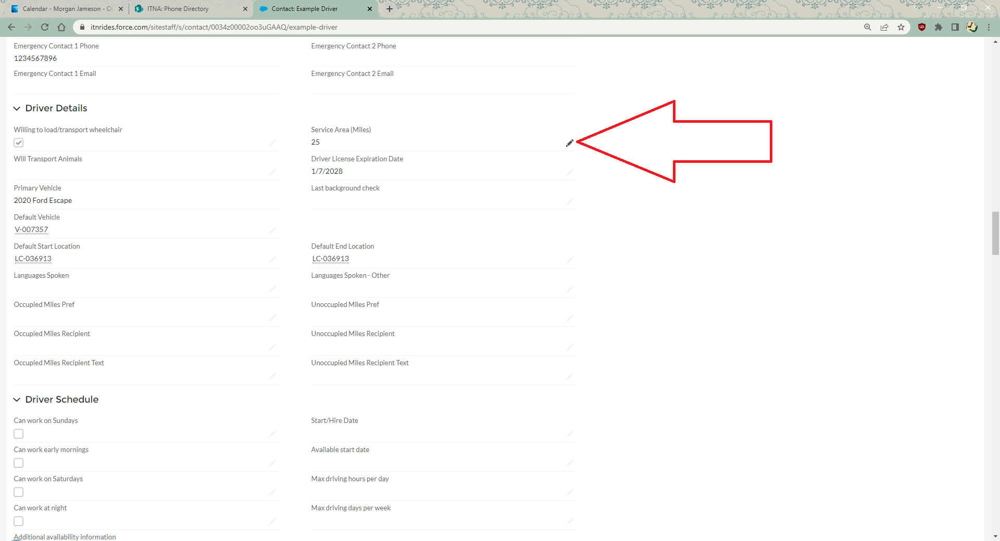 Calendar - Morgan Jameson - Ou
ITNA: Phone Directory
Contact: Example Driver
itnrides.force.com/sitestaff/s/contact/0034z00002oo3uGAAQ/example-driver
Emergency Contact 1 Phone
1234567896
Emergency Contact 2 Phone
Emergency Contact 1 Email
Emergency Contact 2 Email
Driver Details
Willing to load/transport wheelchair
Service Area (Miles)
25
Will Transport Animals
Driver License Expiration Date
1/7/2028
Primary Vehicle
2020 Ford Escape
Last background check
Default Vehicle
V-007357
Default Start Location
LC-036913
Default End Location
LC-036913
Languages Spoken
Languages Spoken - Other
Occupied Miles Pref
Unoccupied Miles Pref
Occupied Miles Recipient
Unoccupied Miles Recipient
Occupied Miles Recipient Text
Unoccupied Miles Recipient Text
Driver Schedule
Can work on Sundays
Start/Hire Date
Can work early mornings
Available start date
Can work on Saturdays
Max driving hours per day
Can work at night
Max driving days per week
Additional availability information